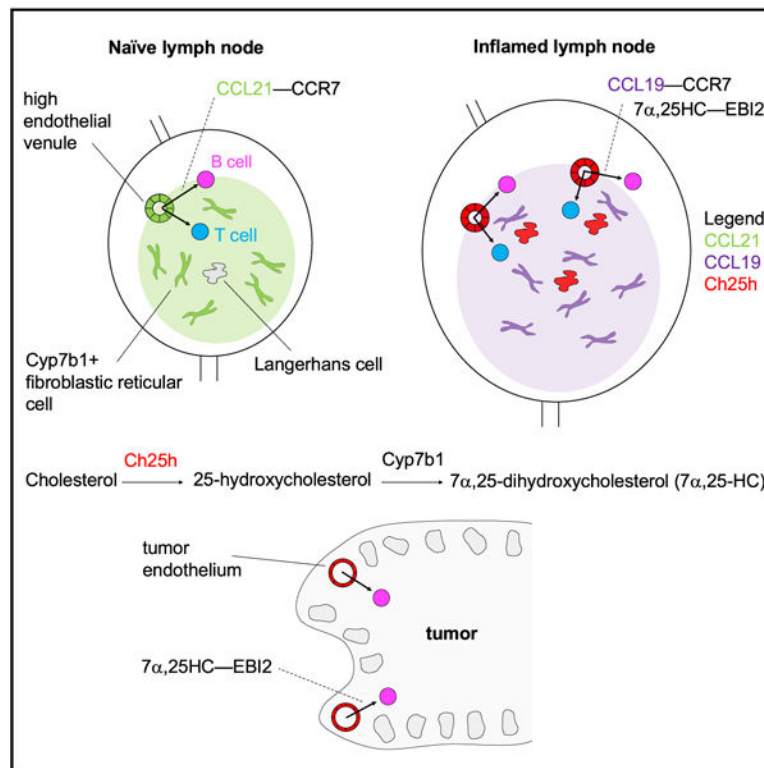 Naïve lymph node
Inflamed lymph node
CCL21—CCR7
CCL19—CCR7
7α,25HC—EBI2
high
endothelial
venule
B cell
T cell
Legend
CCL21
CCL19
Ch25h
Cyp7b1+
fibroblastic reticular
cell
Langerhans cell
Ch25h
Cyp7b1
Cholesterol
25-hydroxycholesterol
7α,25-dihydroxycholesterol (7α,25-HC)
tumor
endothelium
tumor
7α,25HC—EBI2